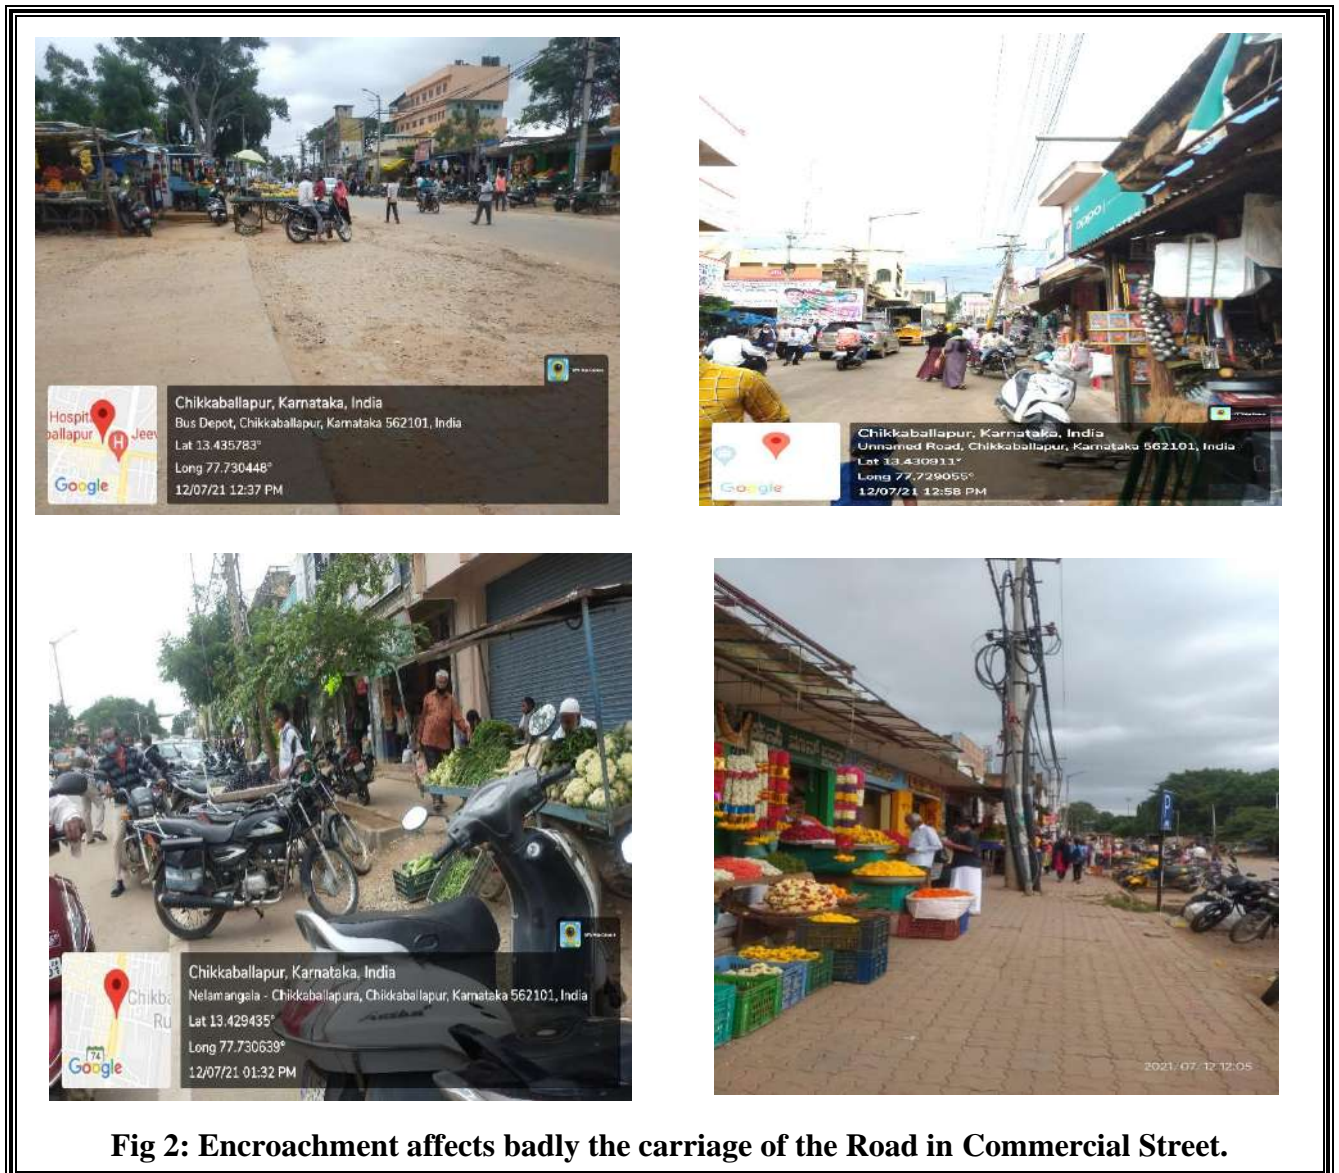 Hospit
ballapur
H
Jeev
Google
Chikkaballapur, Karnataka, India
Bus Depot, Chikkaballapur, Karnataka 562101, India
Lat 13.435783°
Long 77.730448°
12/07/21 12:37 PM
oppo
Google
Chikkaballapur, Karnataka, India
Unnamed Road, Chikkaballapur, Karnataka 562101, India
Lat 13.430911°
Long 77.729055°
12/07/21 12:58 PM
Chikba
Ru
74
Google
Chikkaballapur, Karnataka, India
Nelamangala - Chikkaballapura, Chikkaballapur, Karnataka 562101, India
Lat 13.429435°
Long 77.730639°
12/07/21 01:32 PM
P
2021/07/12 12:05
Fig 2: Encroachment affects badly the carriage of the Road in Commercial Street.